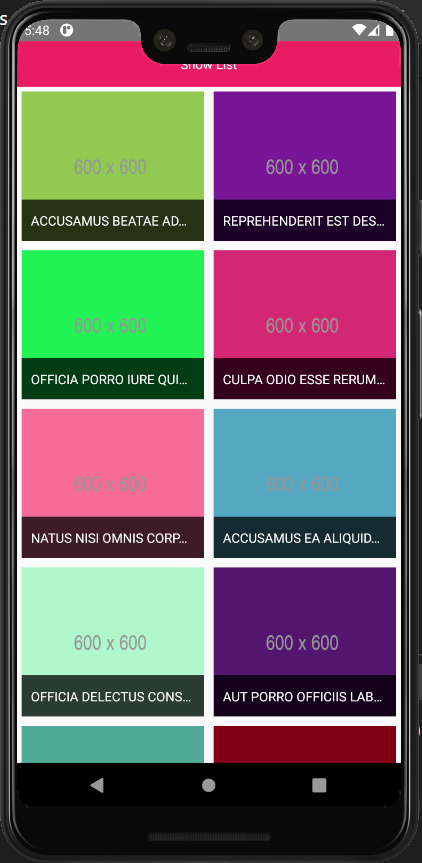 s
5:48
Show List
600 x 600
600 x 600
ACCUSAMUS BEATAE AD...
REPREHENDERIT EST DES...
600 x 600
600 x 600
OFFICIA PORRO IURE QUI...
CULPA ODIO ESSE RERUM...
600 x 600
600 x 600
NATUS NISI OMNIS CORP...
ACCUSAMUS EA ALIQUID...
600 x 600
600 x 600
OFFICIA DELECTUS CONS...
AUT PORRO OFFICIIS LAB...